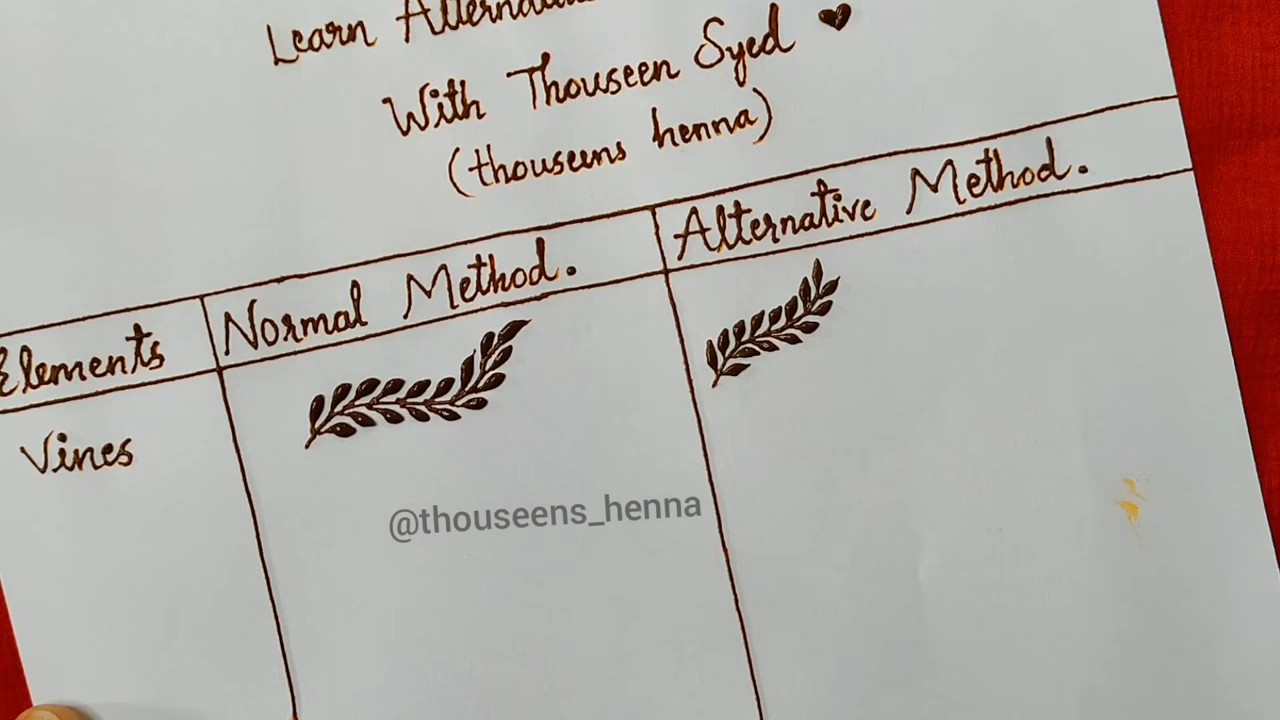 Learn
With Thouseen Syed
(thouseens henna)
Elements
Normal Method.
Alternative Method.
Vines
@thouseens_henna